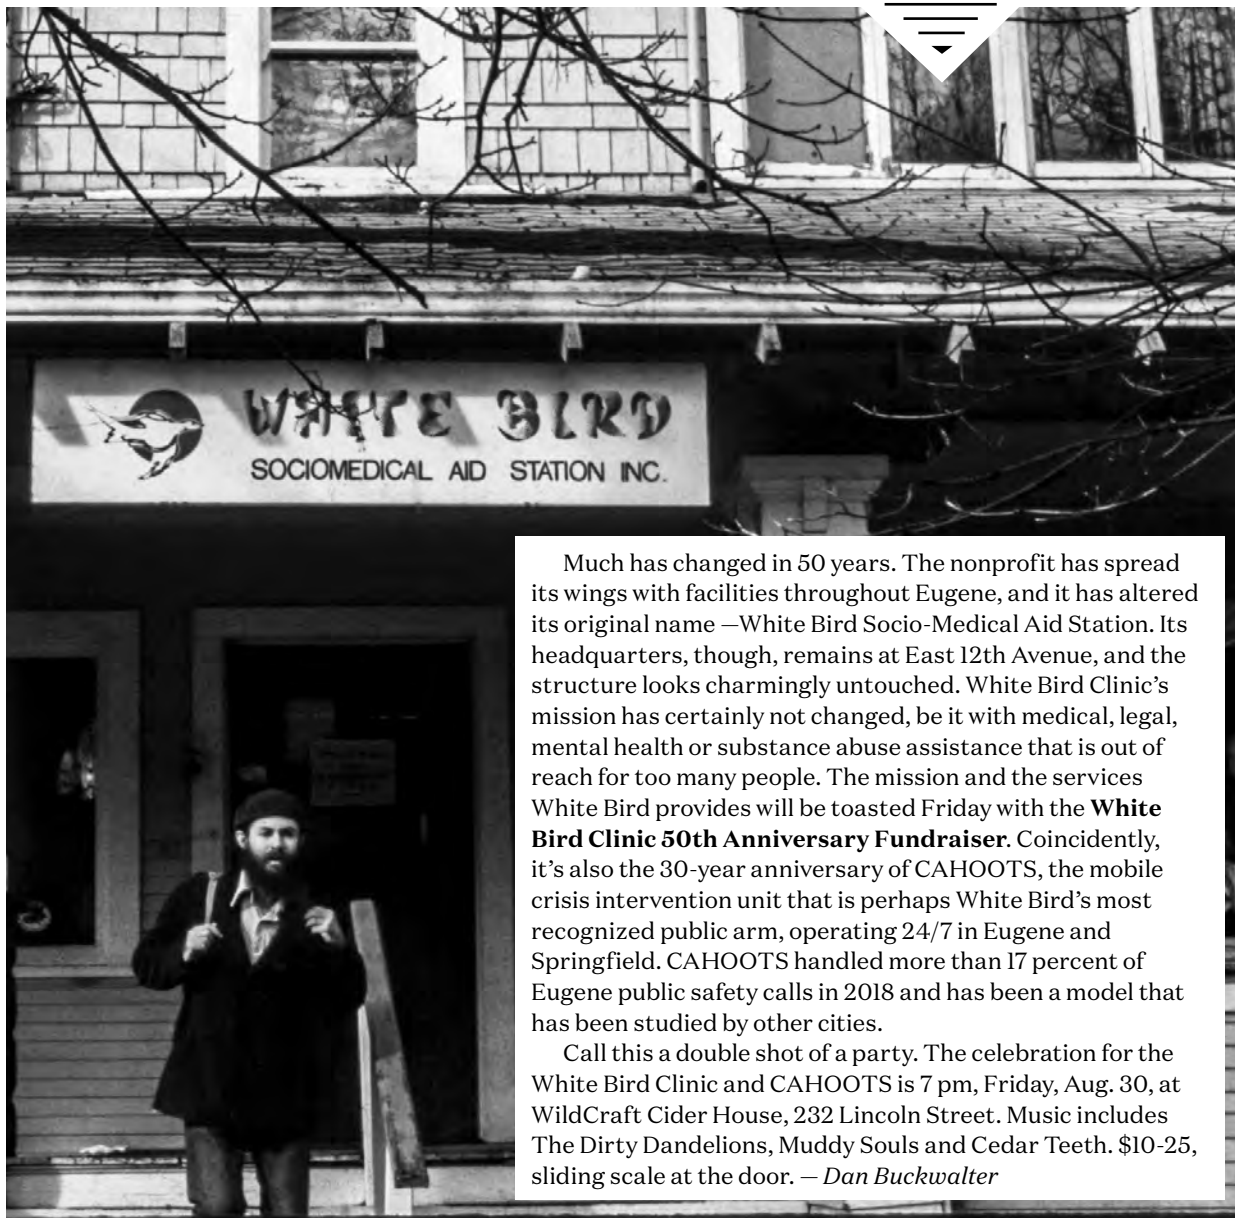 WHITE BIRD
SOCIOMEDICAL AID STATION INC.
Much has changed in 50 years. The nonprofit has spread
its wings with facilities throughout Eugene, and it has altered
its original name —White Bird Socio-Medical Aid Station. Its
headquarters, though, remains at East 12th Avenue, and the
structure looks charmingly untouched. White Bird Clinic’s
mission has certainly not changed, be it with medical, legal,
mental health or substance abuse assistance that is out of
reach for too many people. The mission and the services
White Bird provides will be toasted Friday with the White
Bird Clinic 50th Anniversary Fundraiser. Coincidently,
it’s also the 30-year anniversary of CAHOOTS, the mobile
crisis intervention unit that is perhaps White Bird’s most
recognized public arm, operating 24/7 in Eugene and
Springfield. CAHOOTS handled more than 17 percent of
Eugene public safety calls in 2018 and has been a model that
has been studied by other cities.
Call this a double shot of a party. The celebration for the
White Bird Clinic and CAHOOTS is 7 pm, Friday, Aug. 30, at
WildCraft Cider House, 232 Lincoln Street. Music includes
The Dirty Dandelions, Muddy Souls and Cedar Teeth. $10-25,
sliding scale at the door. — Dan Buckwalter